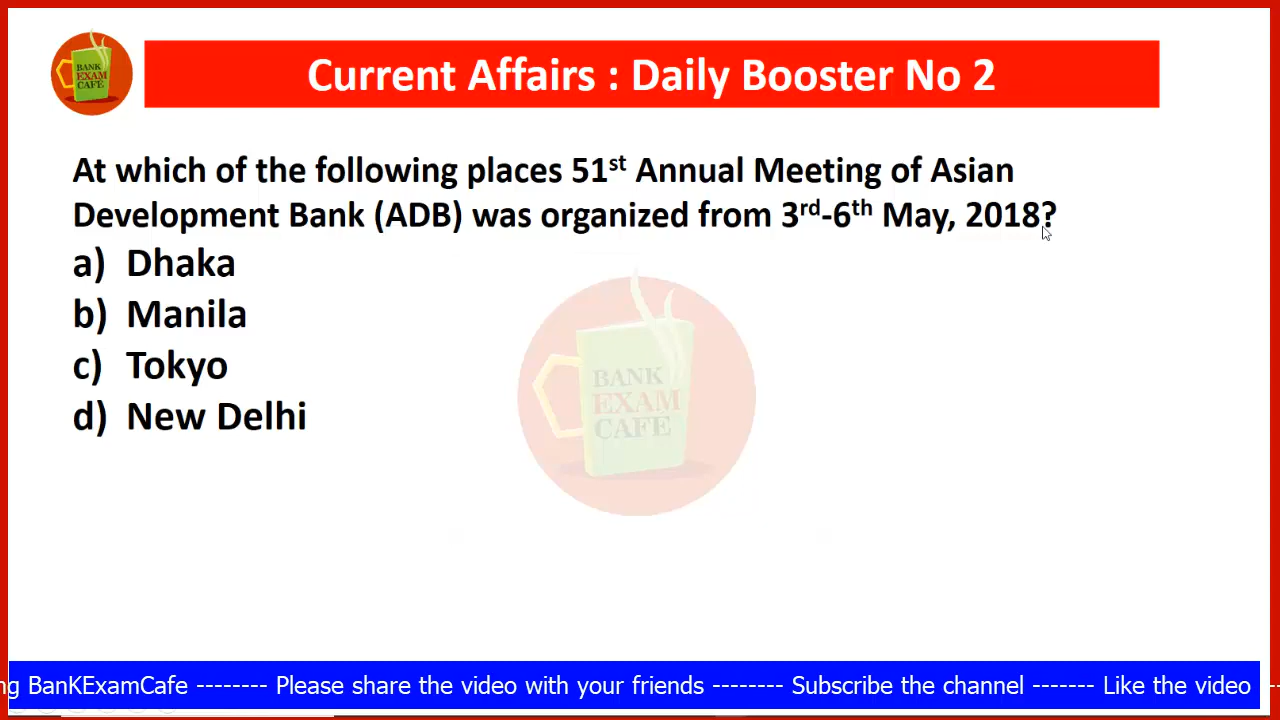 BANK
EXAM
CAFE
Current Affairs : Daily Booster No 2
At which of the following places 51st Annual Meeting of Asian
Development Bank (ADB) was organized from 3rd-6th May, 2018?
a) Dhaka
b) Manila
c) Tokyo
d) New Delhi
BANK
EXAM
CAFE
ng BanKExamCafe -------- Please share the video with your friends -------- Subscribe the channel ------- Like the video --